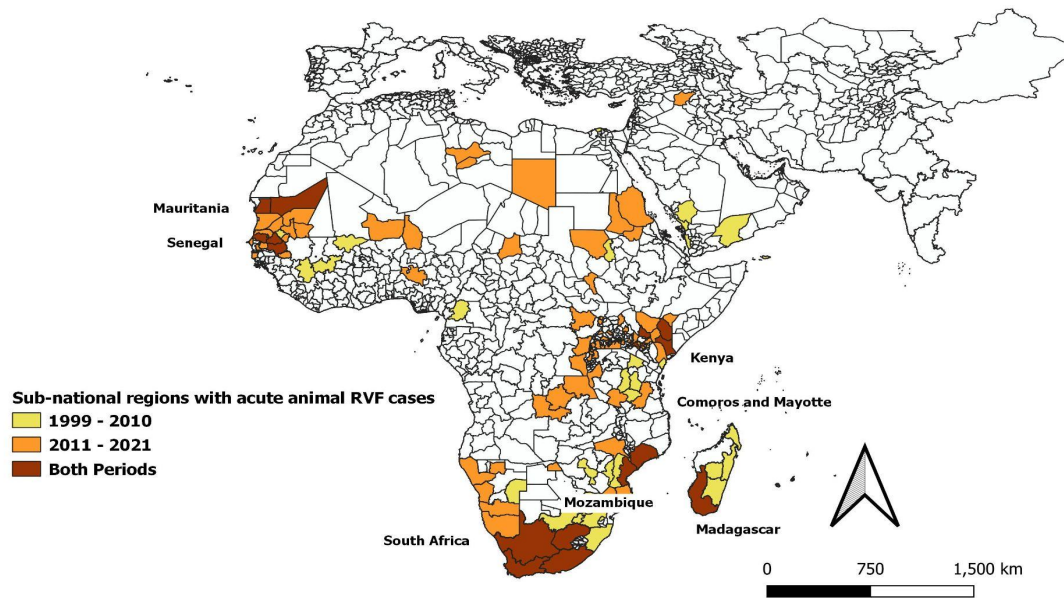 Mauritania
Senegal
Kenya
Sub-national regions with acute animal RVF cases
1999 - 2010
2011 - 2021
Both Periods
Comoros and Mayotte
Mozambique
Madagascar
South Africa
0 750 1,500 km